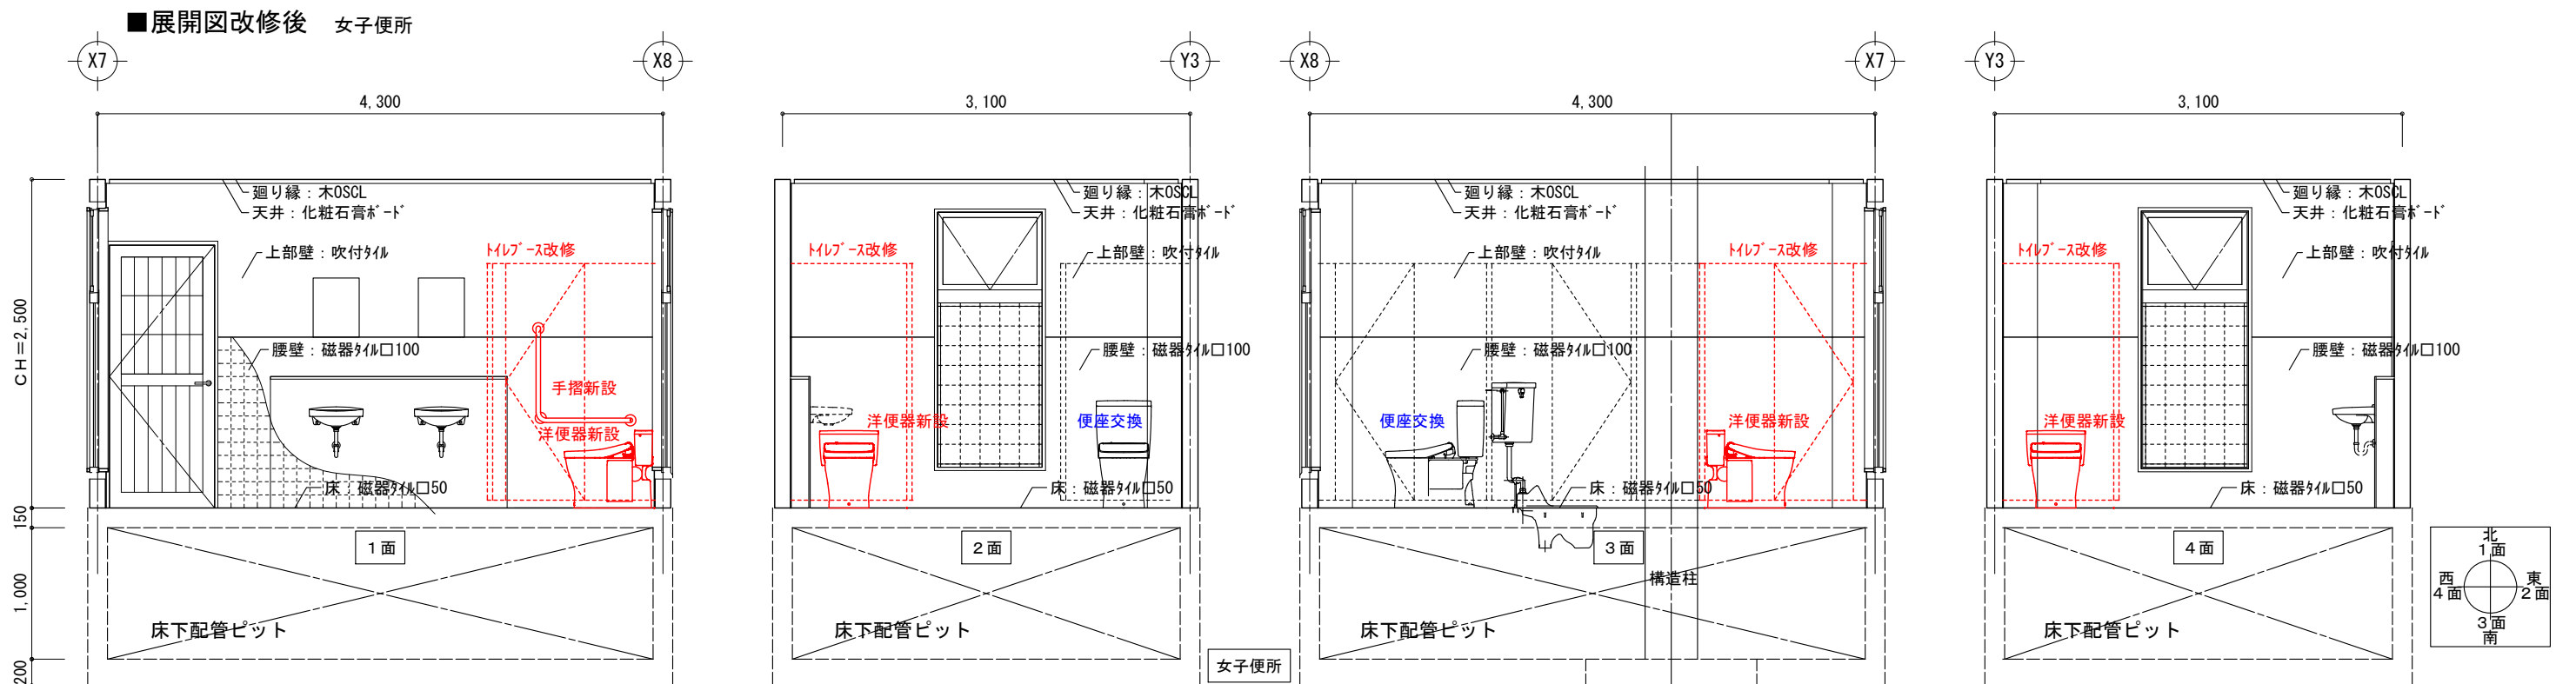 ■展開図改修後 女子便所
X7 X8 Y3 X8 X7 Y3
4,300 3,100 4,300 3,100
廻り縁：木OSCL
天井：化粧石膏ﾎﾞｰﾄﾞ
上部壁：吹付ﾀｲﾙ
ﾄｲﾚﾌﾞｰｽ改修
腰壁：磁器ﾀｲﾙ□100
手摺新設
洋便器新設
床：磁器ﾀｲﾙ□50
1面
床下配管ピット
廻り縁：木OSCL
天井：化粧石膏ﾎﾞｰﾄﾞ
ﾄｲﾚﾌﾞｰｽ改修
上部壁：吹付ﾀｲﾙ
腰壁：磁器ﾀｲﾙ□100
洋便器新設
便座交換
床：磁器ﾀｲﾙ□50
2面
床下配管ピット
女子便所
廻り縁：木OSCL
天井：化粧石膏ﾎﾞｰﾄﾞ
上部壁：吹付ﾀｲﾙ
ﾄｲﾚﾌﾞｰｽ改修
腰壁：磁器ﾀｲﾙ□100
便座交換
洋便器新設
床：磁器ﾀｲﾙ□50
3面
構造柱
床下配管ピット
廻り縁：木OSCL
天井：化粧石膏ﾎﾞｰﾄﾞ
ﾄｲﾚﾌﾞｰｽ改修
上部壁：吹付ﾀｲﾙ
腰壁：磁器ﾀｲﾙ□100
洋便器新設
床：磁器ﾀｲﾙ□50
4面
床下配管ピット
CH=2,500
150
1,000
200
北
1面
西 東
4面 2面
3面
南